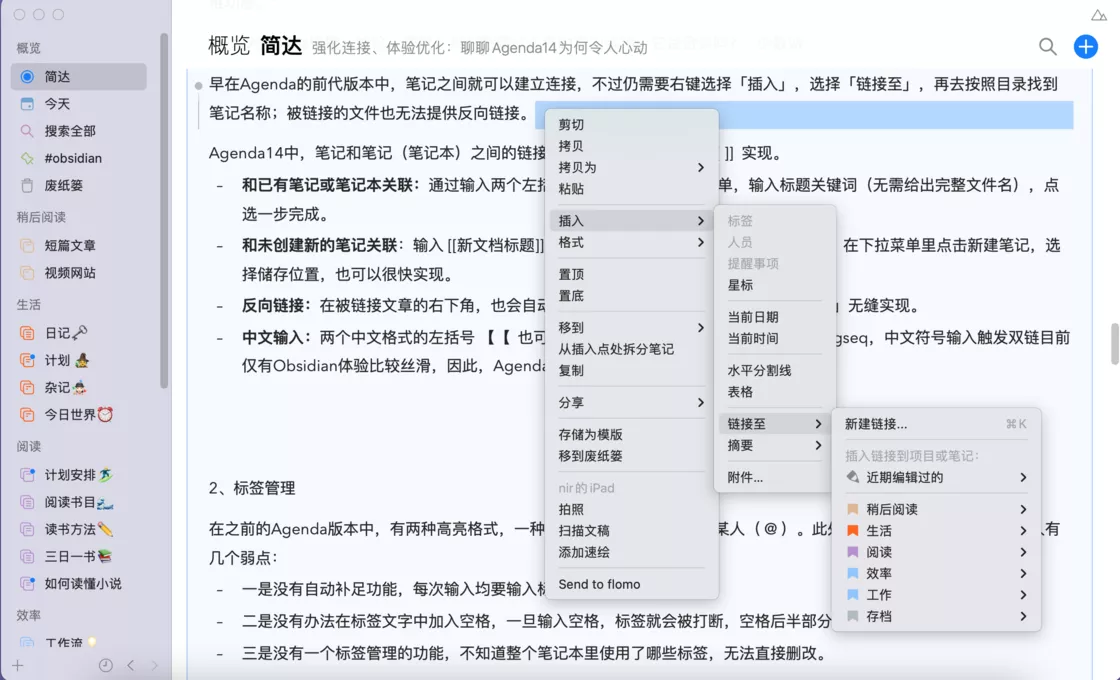 概览
简达
今天
搜索全部
#obsidian
废纸篓
稍后阅读
短篇文章
视频网站
生活
日记🗝
计划
杂记
今日世界⏰
阅读
计划安排
阅读书目
读书方法✏️
三日一书📚
如何读懂小说
效率
工作流
概览 简达 强化连接、体验优化：聊聊Agenda14为何令人心动
早在Agenda的前代版本中，笔记之间就可以建立连接，不过仍需要右键选择「插入」，选择「链接至」，再去按照目录找到
笔记名称；被链接的文件也无法提供反向链接。
Agenda14中，笔记和笔记（笔记本）之间的链接 ]] 实现。
- 和已有笔记或笔记本关联：通过输入两个左括 单，输入标题关键词（无需给出完整文件名），点
选一步完成。
- 和未创建新的笔记关联：输入 [[新文档标题]] 在下拉菜单里点击新建笔记，选
择储存位置，也可以很快实现。
- 反向链接：在被链接文章的右下角，也会自动 」无缝实现。
- 中文输入：两个中文格式的左括号 【【 也可 gseq，中文符号输入触发双链目前
仅有Obsidian体验比较丝滑，因此，Agenda
2、标签管理
在之前的Agenda版本中，有两种高亮格式，一种 某人（@）。此外 有
几个弱点：
- 一是没有自动补足功能，每次输入均要输入标
- 二是没有办法在标签文字中加入空格，一旦输入空格，标签就会被打断，空格后半部分
- 三是没有一个标签管理的功能，不知道整个笔记本里使用了哪些标签，无法直接删改。
剪切
拷贝
拷贝为
粘贴
插入
格式
置顶
置底
移到
从插入点处拆分笔记
复制
分享
存储为模版
移到废纸篓
nir的iPad
拍照
扫描文稿
添加速绘
Send to flomo
标签
人员
提醒事项
星标
当前日期
当前时间
水平分割线
表格
链接至
摘要
附件...
新建链接... ⌘K
插入链接到项目或笔记：
近期编辑过的
稍后阅读
生活
阅读
效率
工作
存档